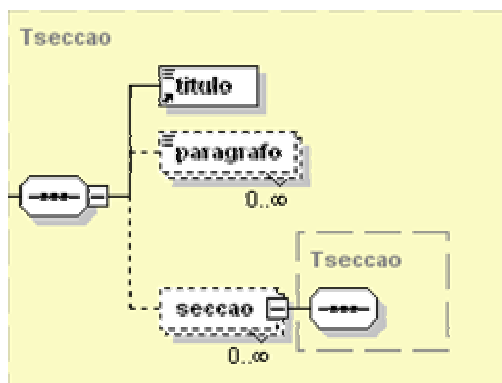 Tseccao
titulo
paragrafo
0..∞
Tseccao
seccao
0..∞